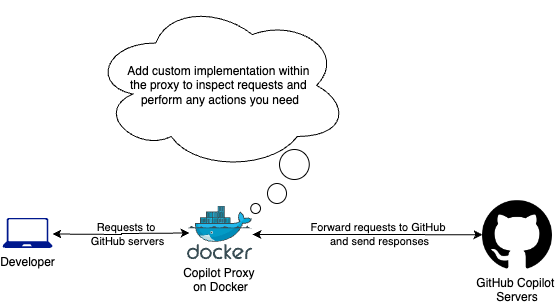 Add custom implementation within
the proxy to inspect requests and
perform any actions you need
Requests to
GitHub servers
Forward requests to GitHub
and send responses
Developer
docker
Copilot Proxy
on Docker
GitHub Copilot
Servers